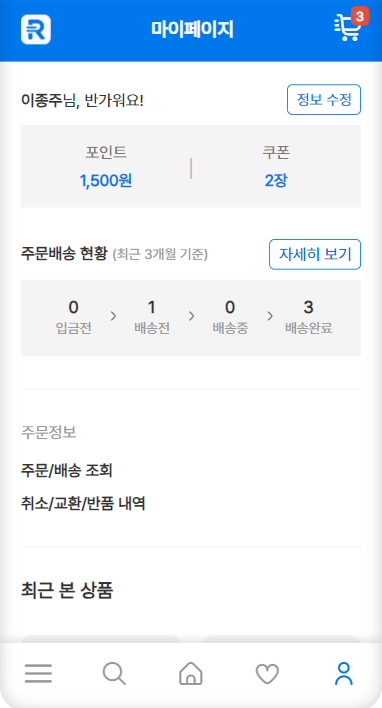 마이페이지
3
이종주님, 반가워요!
정보 수정
포인트
쿠폰
1,500원
2장
주문배송 현황 (최근 3개월 기준)
자세히 보기
0 > 1 > 0 > 3
입금전 배송전 배송중 배송완료
주문정보
주문/배송 조회
취소/교환/반품 내역
최근 본 상품